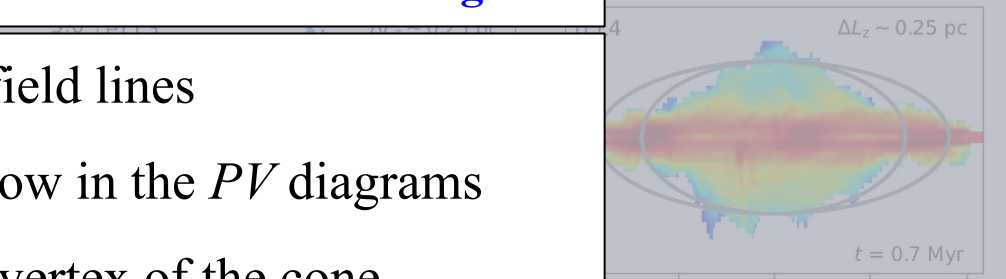 g
ΔL_z ~ 0.25 pc
field lines
ow in the PV diagrams
vertex of the cone
t = 0.7 Myr